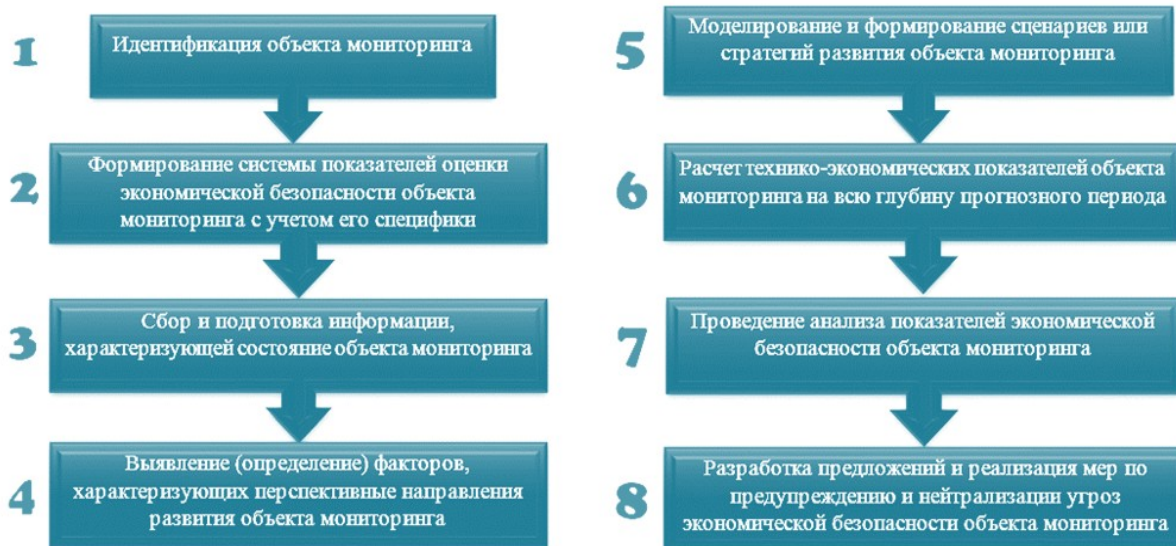 1
Идентификация объекта мониторинга
2
Формирование системы показателей оценки
экономической безопасности объекта
мониторинга с учетом его специфики
3
Сбор и подготовка информации,
характеризующей состояние объекта мониторинга
4
Выявление (определение) факторов,
характеризующих перспективные направления
развития объекта мониторинга
5
Моделирование и формирование сценариев или
стратегий развития объекта мониторинга
6
Расчет технико-экономических показателей объекта
мониторинга на всю глубину прогнозного периода
7
Проведение анализа показателей экономической
безопасности объекта мониторинга
8
Разработка предложений и реализация мер по
предупреждению и нейтрализации угроз
экономической безопасности объекта мониторинга